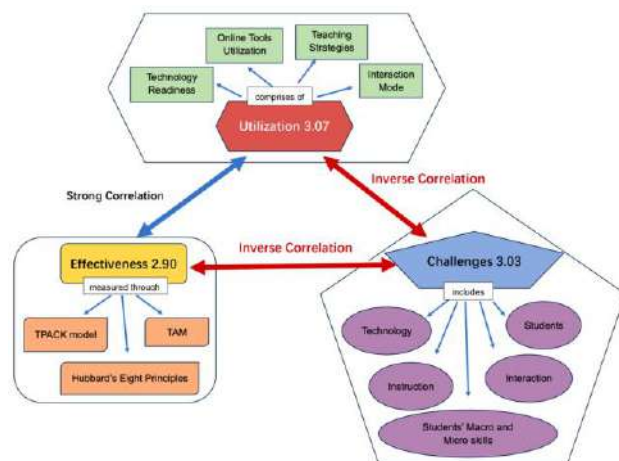 Online Tools
Utilization
Teaching
Strategies
Technology
Readiness
Interaction
Mode
comprises of
Utilization 3.07
Strong Correlation
Inverse Correlation
Inverse Correlation
Effectiveness 2.90
measured through
TPACK model
TAM
Hubbard's Eight Principles
Challenges 3.03
includes
Technology
Students
Instruction
Interaction
Students' Macro and
Micro skills